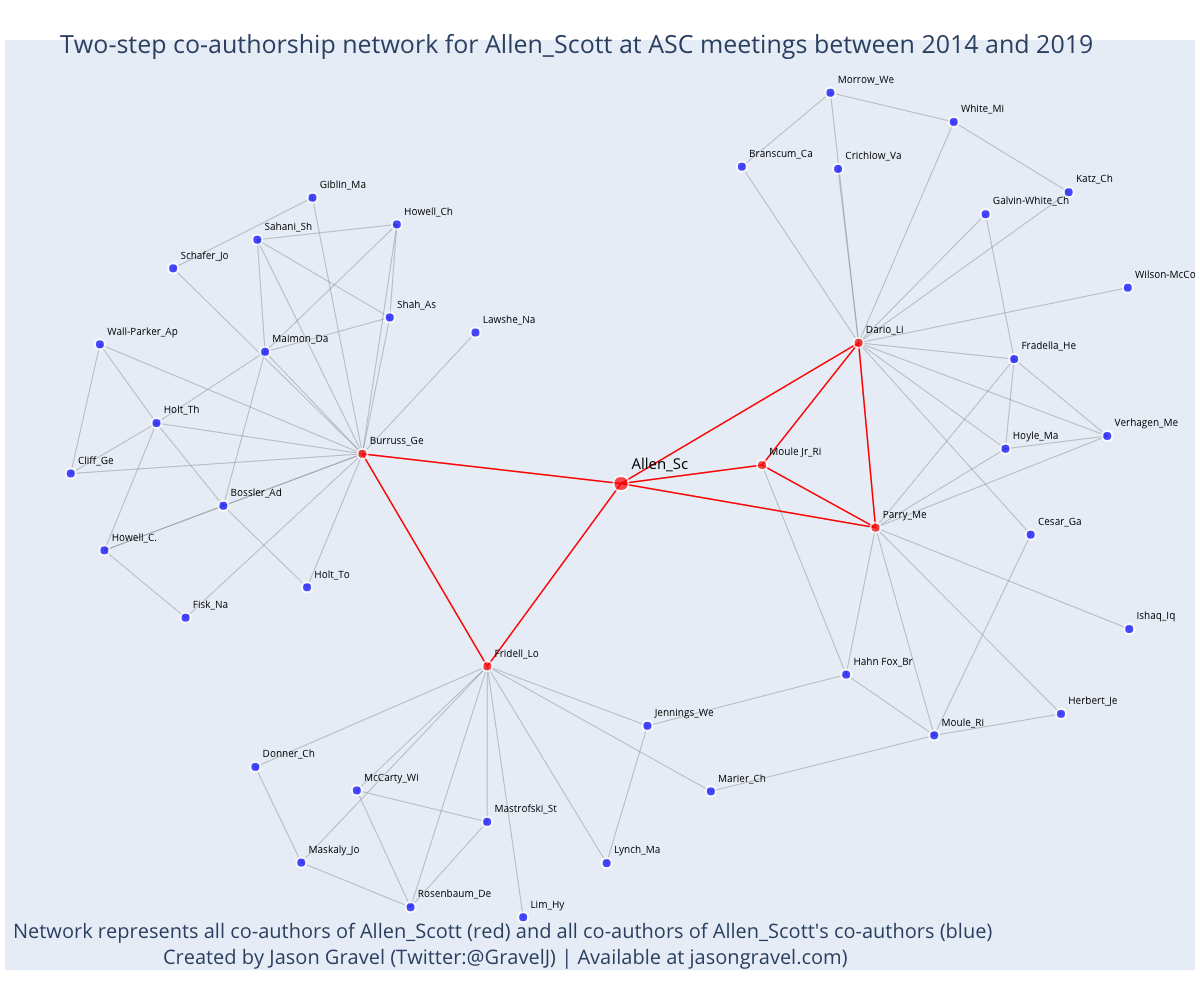 Two-step co-authorship network for Allen_Scott at ASC meetings between 2014 and 2019
Morrow_We
White_Mi
Branscum_Ca
Crichlow_Va
Katz_Ch
Giblin_Ma
Galvin-White_Ch
Howell_Ch
Sahani_Sh
Schafer_Jo
Wilson-McCo
Shah_As
Lawshe_Na
Wall-Parker_Ap
Maimon_Da
Dario_Li
Fradella_He
Holt_Th
Verhagen_Me
Burruss_Ge
Hoyle_Ma
Moule Jr_Ri
Cliff_Ge
Allen_Sc
Bossler_Ad
Parry_Me
Cesar_Ga
Howell_C.
Holt_To
Fisk_Na
Ishaq_Iq
Fridell_Lo
Hahn Fox_Br
Herbert_Je
Jennings_We
Moule_Ri
Donner_Ch
McCarty_Wi
Marier_Ch
Mastrofski_St
Maskaly_Jo
Lynch_Ma
Rosenbaum_De
Lim_Hy
Network represents all co-authors of Allen_Scott (red) and all co-authors of Allen_Scott's co-authors (blue)
Created by Jason Gravel (Twitter:@GravelJ) | Available at jasongravel.com)